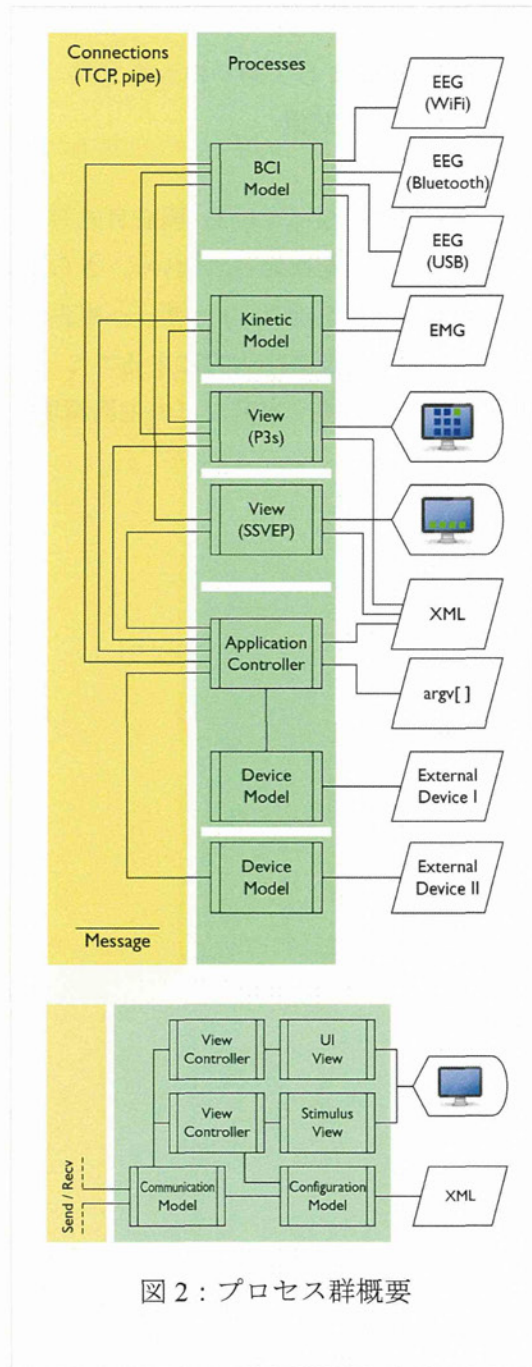 Connections
(TCP, pipe)
Processes
EEG
(WiFi)
BCI
Model
EEG
(Bluetooth)
EEG
(USB)
Kinetic
Model
EMG
View
(P3s)
View
(SSVEP)
XML
Application
Controller
argv[ ]
Device
Model
External
Device I
Device
Model
External
Device II
Message
View
Controller
UI
View
View
Controller
Stimulus
View
Send / Recv
Communication
Model
Configuration
Model
XML
図 2：プロセス群概要